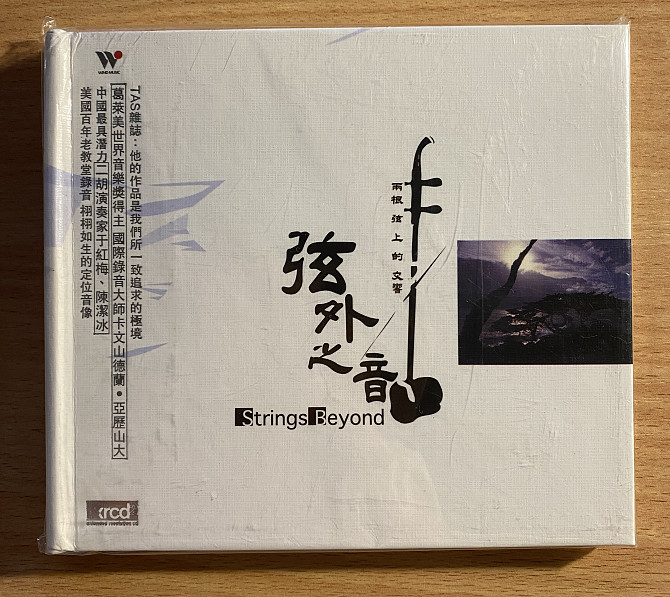 WIND MUSIC
TAS雜誌：他的作品是我們所一致追求的極境
葛萊美世界音樂獎得主 國際錄音大師卡文山德蘭•亞歷山大
中國最具潛力二胡演奏家于紅梅、陳潔冰
美國百年老教堂錄音 栩栩如生的定位音像
兩根弦上的交響
弦外之音
Strings Beyond
xrcd